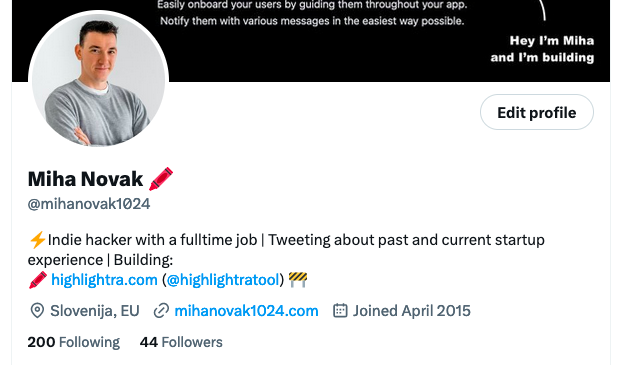 Easily onboard your users by guiding them throughout your app.
Notify them with various messages in the easiest way possible.
Hey I'm Miha
and I'm building
Edit profile
Miha Novak 🖍️
@mihanovak1024
⚡Indie hacker with a fulltime job | Tweeting about past and current startup
experience | Building:
🖍️ highlightra.com (@highlightratool) 🚧
Slovenija, EU mihanovak1024.com Joined April 2015
200 Following 44 Followers